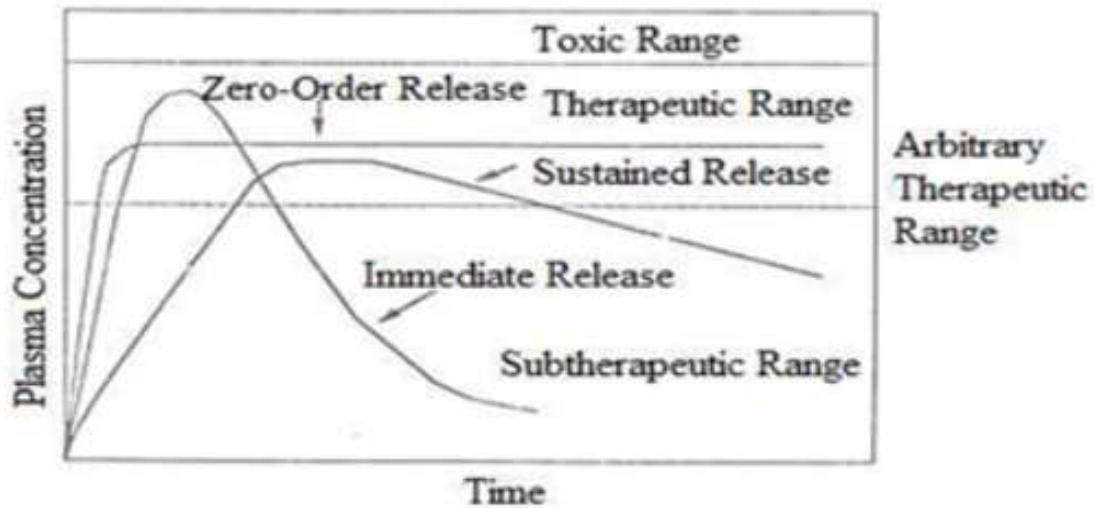 Toxic Range
Zero-Order Release
Therapeutic Range
Arbitrary
Therapeutic
Range
Sustained Release
Immediate Release
Subtherapeutic Range
Plasma Concentration
Time